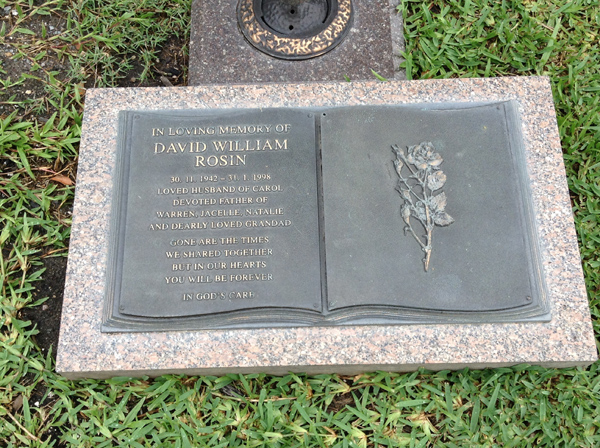 IN LOVING MEMORY OF
DAVID WILLIAM
ROSIN
30. 11. 1942 - 31. 1. 1998
LOVED HUSBAND OF CAROL
DEVOTED FATHER OF
WARREN, JACELLE, NATALIE
AND DEARLY LOVED GRANDAD
GONE ARE THE TIMES
WE SHARED TOGETHER
BUT IN OUR HEARTS
YOU WILL BE FOREVER
IN GOD'S CARE